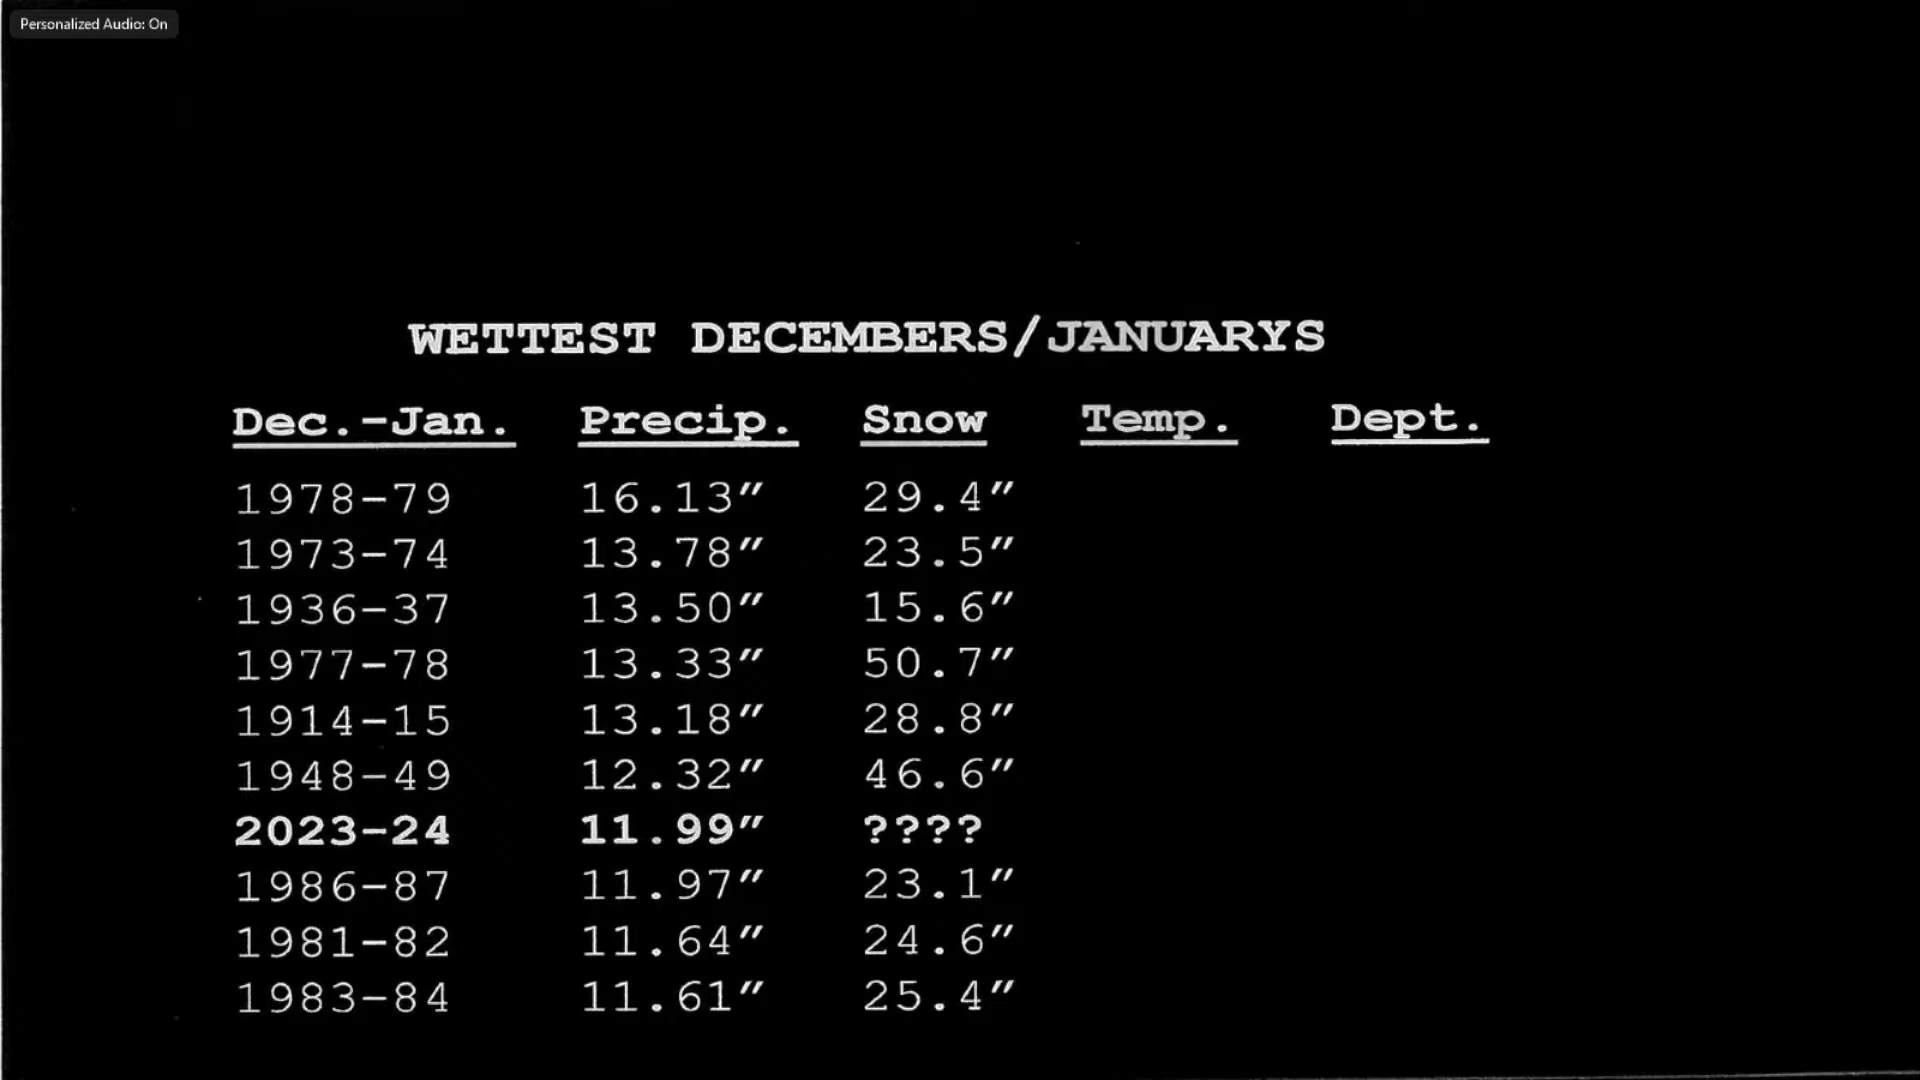 Personalized Audio: On
WETTEST DECEMBERS/JANUARYS
Dec.-Jan. Precip. Snow Temp. Dept.
1978-79 16.13" 29.4"
1973-74 13.78" 23.5"
1936-37 13.50" 15.6"
1977-78 13.33" 50.7"
1914-15 13.18" 28.8"
1948-49 12.32" 46.6"
2023-24 11.99" ????
1986-87 11.97" 23.1"
1981-82 11.64" 24.6"
1983-84 11.61" 25.4"